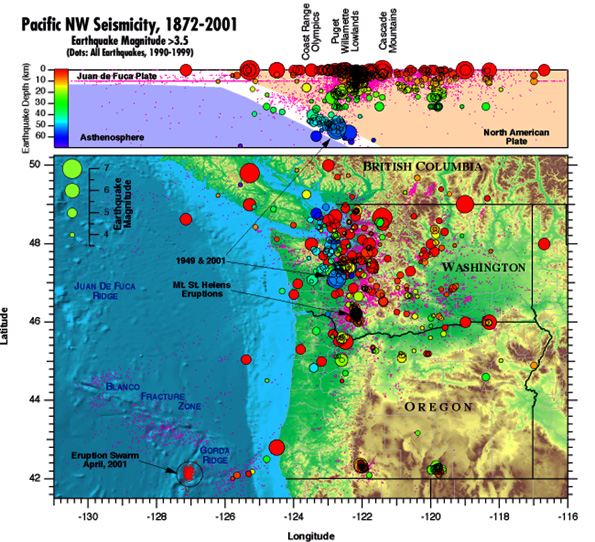 Pacific NW Seismicity, 1872-2001
Earthquake Magnitude >3.5
(Dots: All Earthquakes, 1990-1999)
Coast Range
Olympics
Puget
Willamette
Lowlands
Cascade
Mountains
Earthquake Depth (km)
0
10
20
30
40
50
60
Juan de Fuca Plate
Asthenosphere
North American
Plate
50
48
46
44
42
Latitude
7
6
5
4
Earthquake
Magnitude
BRITISH COLUMBIA
1949 & 2001
WASHINGTON
Mt. St. Helens
Eruptions
JUAN DE FUCA
RIDGE
BLANCO
FRACTURE
ZONE
OREGON
GORDA
RIDGE
Eruption Swarm
April, 2001
-130
-128
-126
-124
-122
-120
-118
-116
Longitude